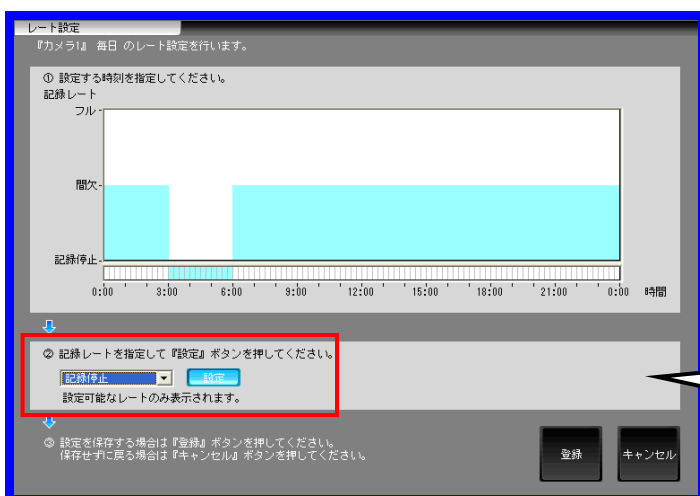 レート設定
『カメラ1』 毎日 のレート設定を行います。
① 設定する時刻を指定してください。
記録レート
フル
間欠
記録停止
0:00 3:00 6:00 9:00 12:00 15:00 18:00 21:00 0:00 時間
② 記録レートを指定して『設定』ボタンを押してください。
記録停止 設定
設定可能なレートのみ表示されます。
③ 設定を保存する場合は『登録』ボタンを押してください。
保存せずに戻る場合は『キャンセル』ボタンを押してください。
登録 キャンセル